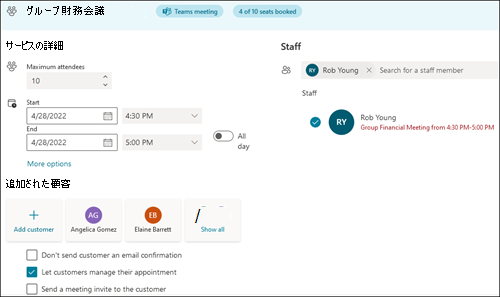 グループ財務会議
Teams meeting
4 of 10 seats booked
サービスの詳細
Maximum attendees
10
Start
4/28/2022
4:30 PM
End
4/28/2022
5:00 PM
All day
More options
Staff
RY Rob Young
Search for a staff member
Staff
RY
Rob Young
Group Financial Meeting from 4:30 PM-5:00 PM
追加された顧客
Add customer
AG
Angelica Gomez
EB
Elaine Barrett
Show all
Don't send customer an email confirmation
Let customers manage their appointment
Send a meeting invite to the customer